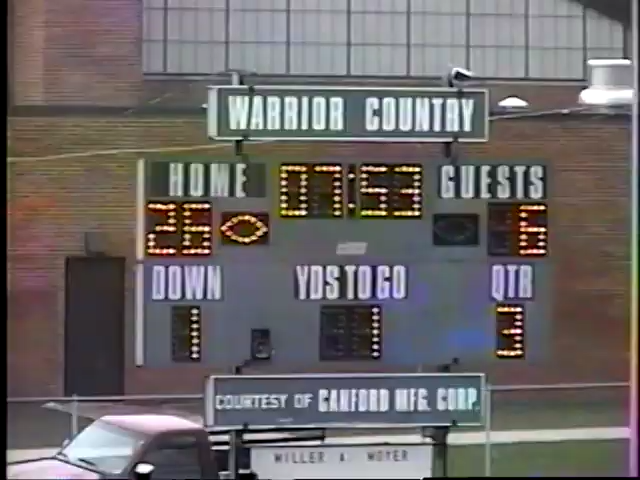 WARRIOR COUNTRY
HOME 07:53 GUESTS
26 6
DOWN YDS TO GO QTR
1 1 3
COURTESY OF CANFORD MFG. CORP.
MILLER A. MOYER